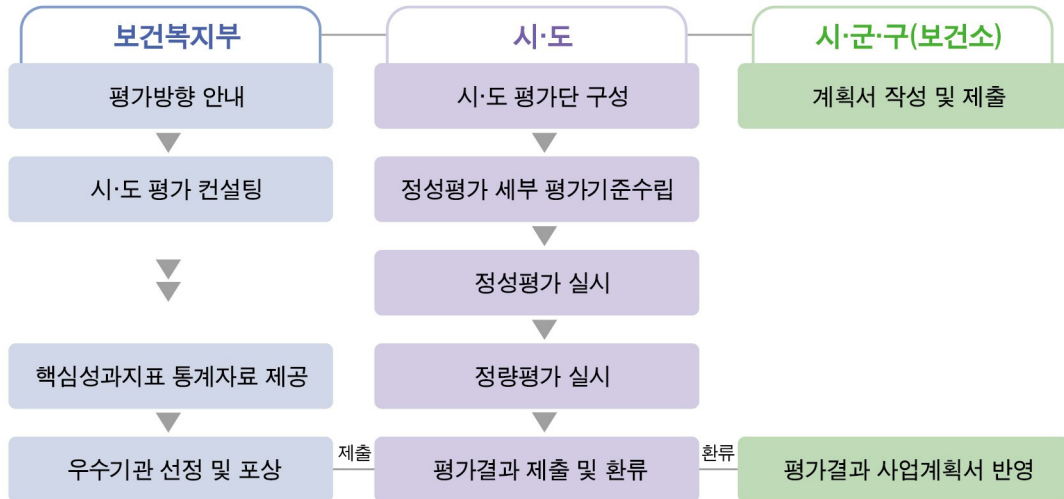 보건복지부
시·도
시·군·구(보건소)
평가방향 안내
시·도 평가단 구성
계획서 작성 및 제출
시·도 평가 컨설팅
정성평가 세부 평가기준수립
정성평가 실시
핵심성과지표 통계자료 제공
정량평가 실시
우수기관 선정 및 포상
제출
평가결과 제출 및 환류
환류
평가결과 사업계획서 반영